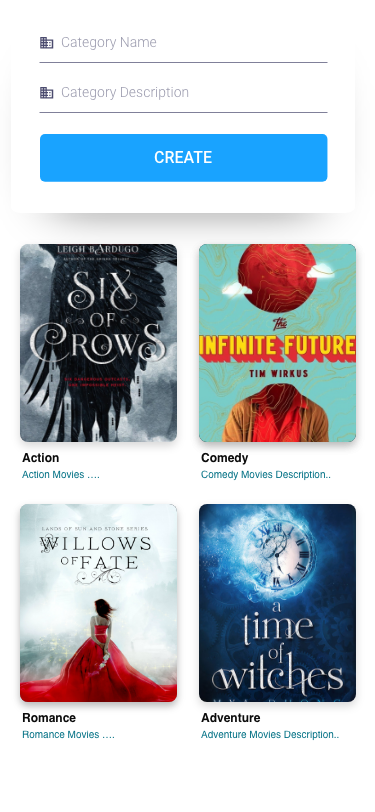 Category Name
Category Description
CREATE
LEIGH BARDUGO
SIX
OF
CROWS
The
INFINITE FUTURE
TIM WIRKUS
Action
Action Movies ....
Comedy
Comedy Movies Description..
LANDS OF SUN AND STONE SERIES
WILLOWS
OF FATE
a
time
of
witches
Romance
Romance Movies ....
Adventure
Adventure Movies Description..